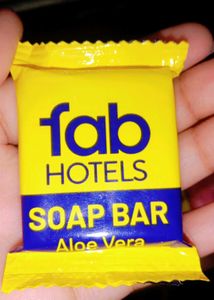 fab
HOTELS
SOAP BAR
Aloe Vera